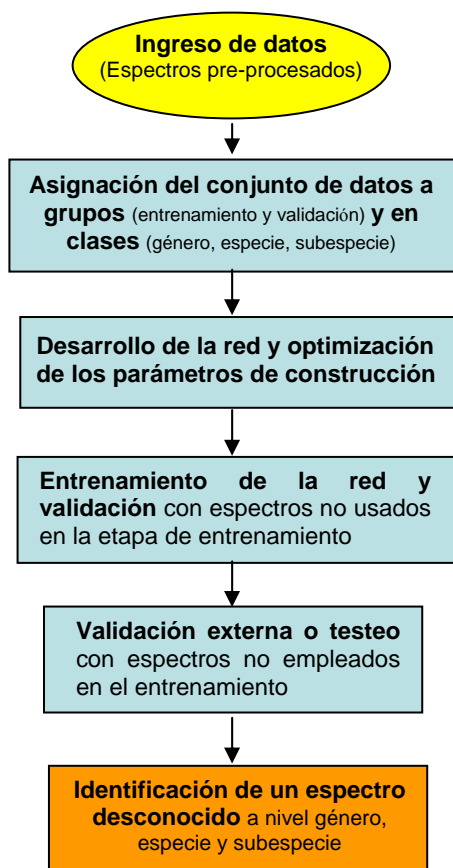 Ingreso de datos
(Espectros pre-procesados)
Asignación del conjunto de datos a
grupos (entrenamiento y validación) y en
clases (género, especie, subespecie)
Desarrollo de la red y optimización
de los parámetros de construcción
Entrenamiento de la red y
validación con espectros no usados
en la etapa de entrenamiento
Validación externa o testeo
con espectros no empleados
en el entrenamiento
Identificación de un espectro
desconocido a nivel género,
especie y subespecie